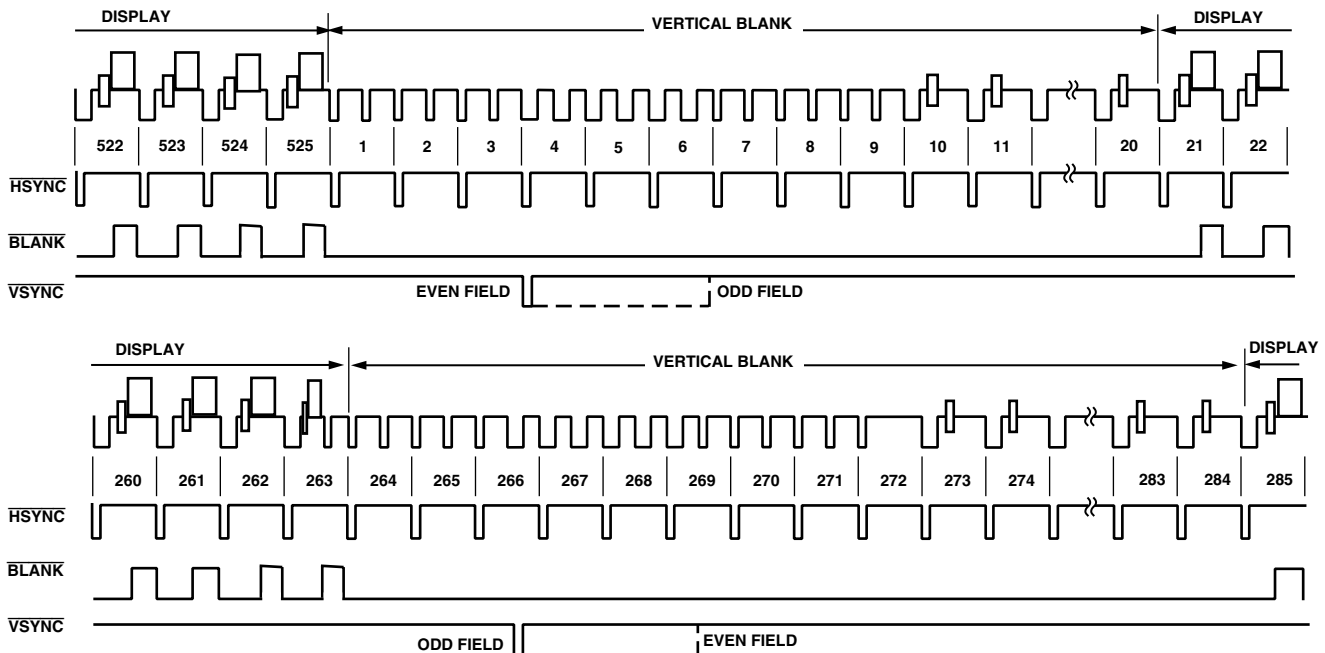 DISPLAY VERTICAL BLANK DISPLAY
522 523 524 525 1 2 3 4 5 6 7 8 9 10 11 20 21 22
HSYNC
BLANK
VSYNC
EVEN FIELD ODD FIELD
DISPLAY VERTICAL BLANK DISPLAY
260 261 262 263 264 265 266 267 268 269 270 271 272 273 274 283 284 285
HSYNC
BLANK
VSYNC
ODD FIELD EVEN FIELD